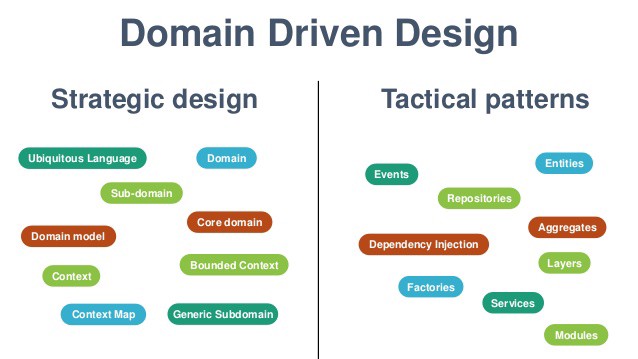 Domain Driven Design
Strategic design
Ubiquitous Language
Domain
Sub-domain
Core domain
Domain model
Bounded Context
Context
Context Map
Generic Subdomain
Tactical patterns
Entities
Events
Repositories
Aggregates
Dependency Injection
Layers
Factories
Services
Modules